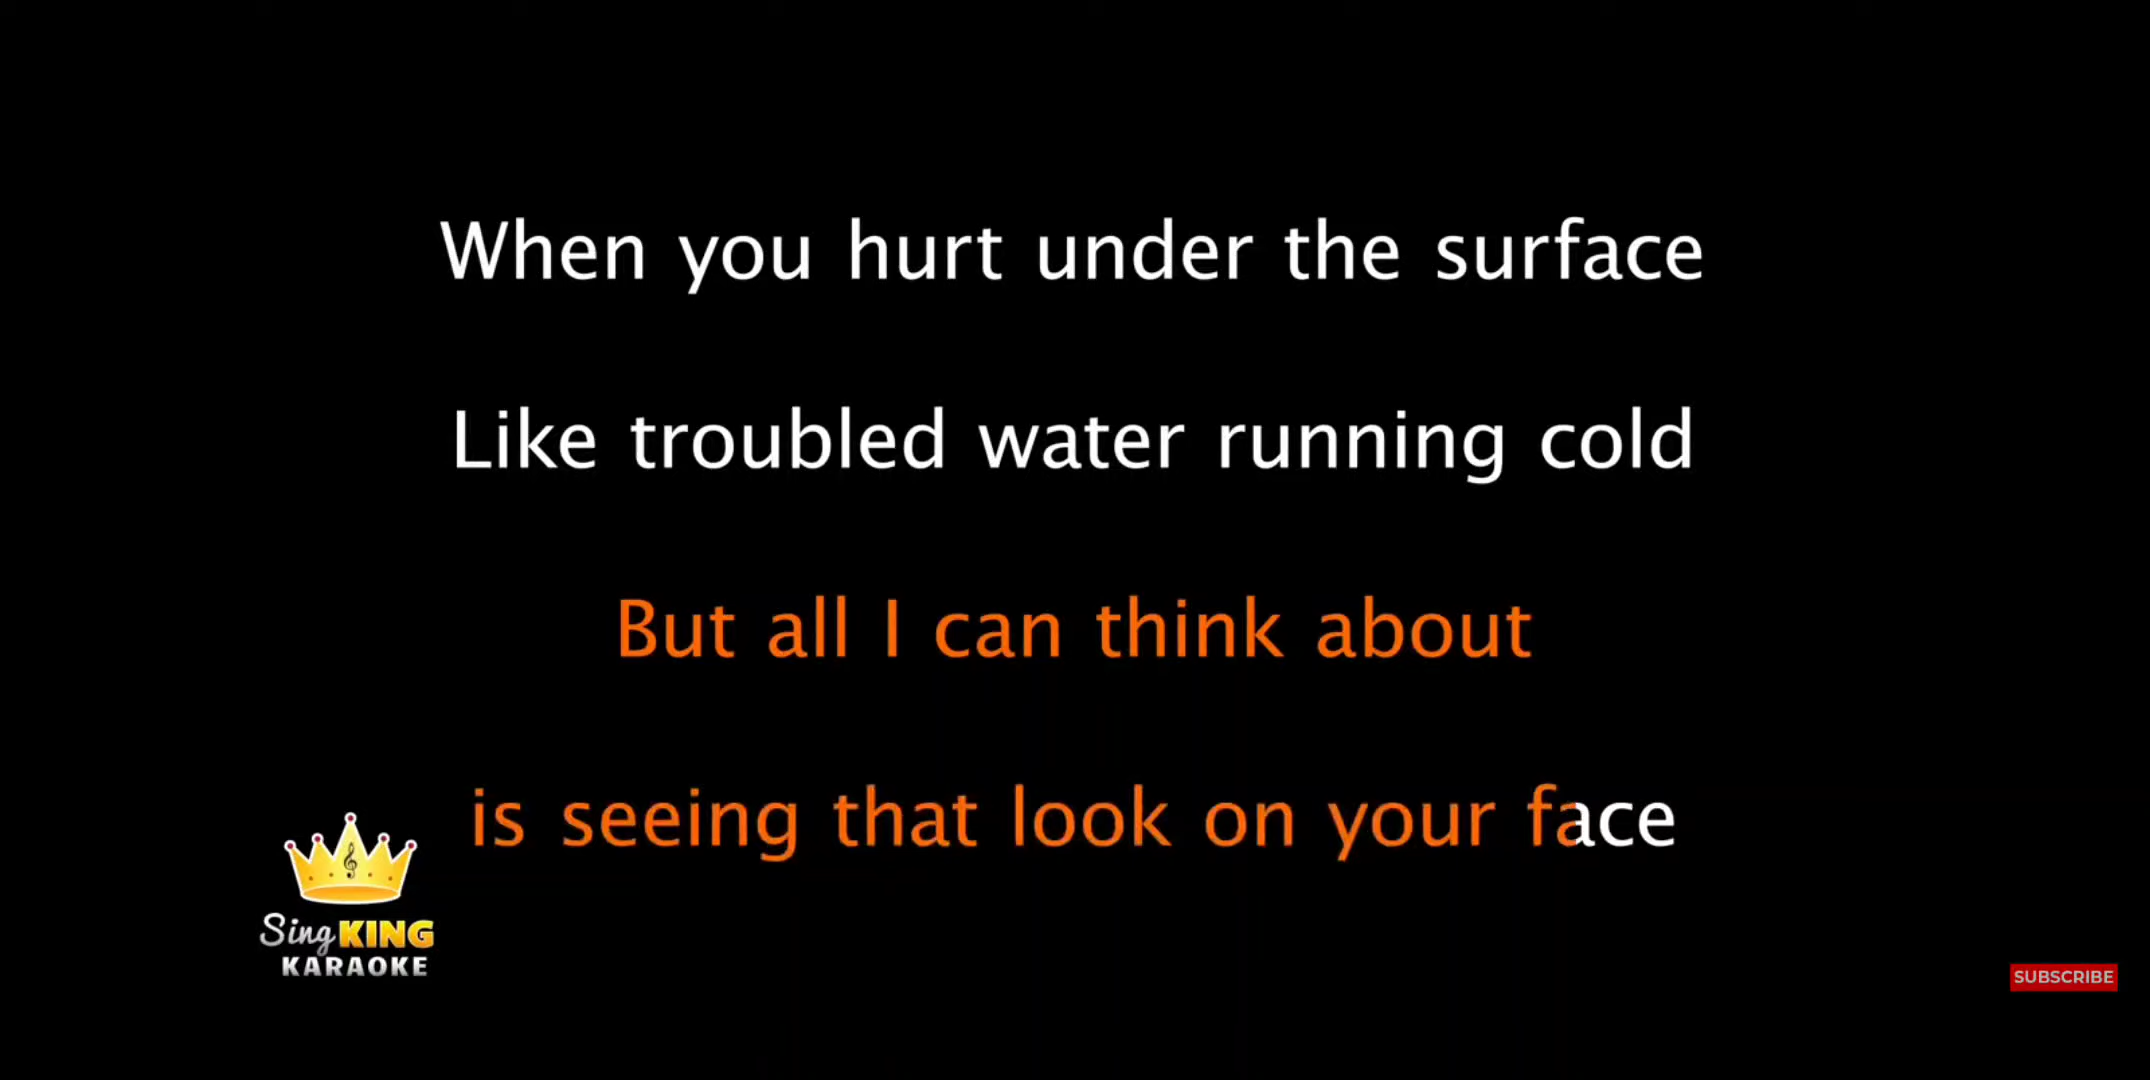 When you hurt under the surface
Like troubled water running cold
But all I can think about
is seeing that look on your face
Sing KING
KARAOKE
SUBSCRIBE